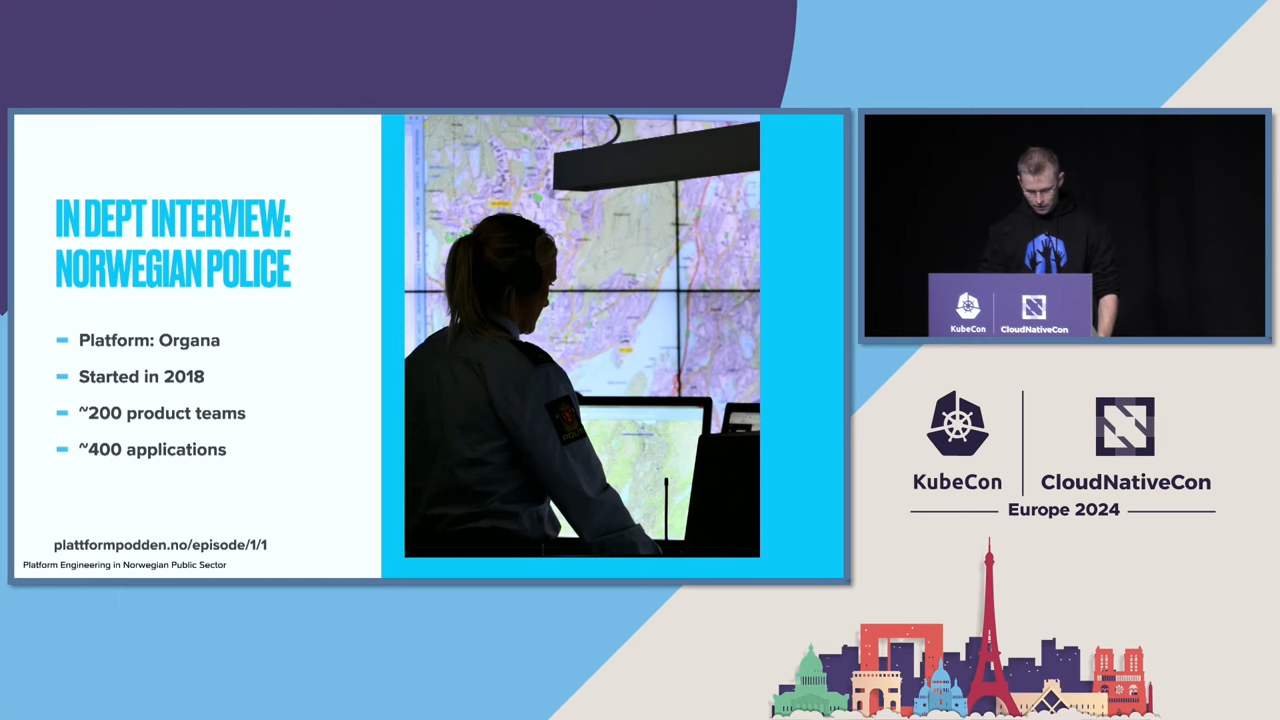 IN DEPT INTERVIEW:
NORWEGIAN POLICE
Platform: Organa
Started in 2018
~200 product teams
~400 applications
plattformpodden.no/episode/1/1
Platform Engineering in Norwegian Public Sector
KubeCon
CloudNativeCon
KubeCon
CloudNativeCon
Europe 2024